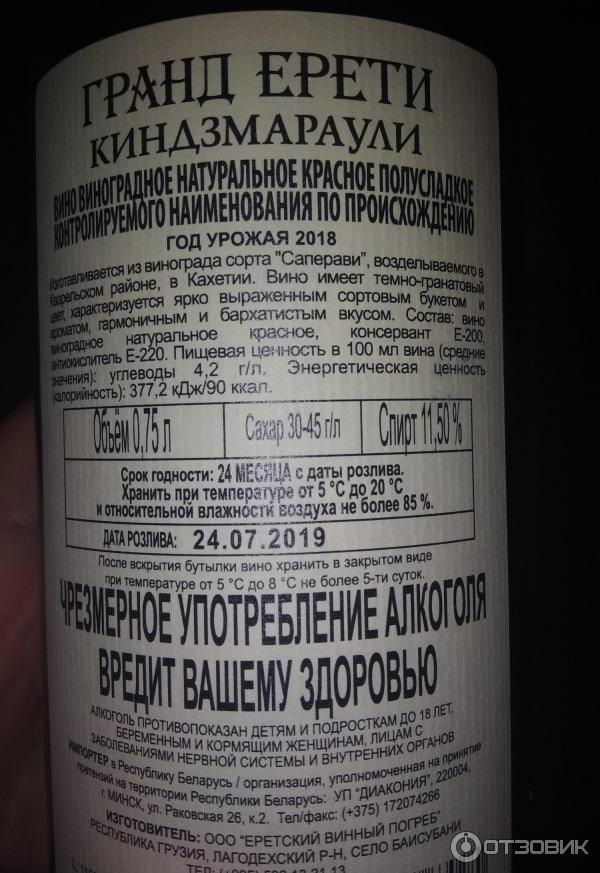 ГРАНД ЕРЕТИ
КИНДЗМАРАУЛИ
ВИНО ВИНОГРАДНОЕ НАТУРАЛЬНОЕ КРАСНОЕ ПОЛУСЛАДКОЕ
КОНТРОЛИРУЕМОГО НАИМЕНОВАНИЯ ПО ПРОИСХОЖДЕНИЮ
ГОД УРОЖАЯ 2018
Изготавливается из винограда сорта "Саперави", возделываемого в
Кварельском районе, в Кахетии. Вино имеет темно-гранатовый
цвет, характеризуется ярко выраженным сортовым букетом и
ароматом, гармоничным и бархатистым вкусом. Состав: вино
виноградное натуральное красное, консервант Е-200,
антиокислитель Е-220. Пищевая ценность в 100 мл вина (средние
значения): углеводы 4,2 г/л. Энергетическая ценность
(калорийность): 377,2 кДж/90 ккал.
Объём 0,75 л Сахар 30-45 г/л Спирт 11,50 %
Срок годности: 24 МЕСЯЦА с даты розлива.
Хранить при температуре от 5 °С до 20 °С
и относительной влажности воздуха не более 85 %.
ДАТА РОЗЛИВА: 24.07.2019
После вскрытия бутылки вино хранить в закрытом виде
при температуре от 5 °С до 8 °С не более 5-ти суток.
ЧРЕЗМЕРНОЕ УПОТРЕБЛЕНИЕ АЛКОГОЛЯ
ВРЕДИТ ВАШЕМУ ЗДОРОВЬЮ
АЛКОГОЛЬ ПРОТИВОПОКАЗАН ДЕТЯМ И ПОДРОСТКАМ ДО 18 ЛЕТ,
БЕРЕМЕННЫМ И КОРМЯЩИМ ЖЕНЩИНАМ, ЛИЦАМ С
ЗАБОЛЕВАНИЯМИ НЕРВНОЙ СИСТЕМЫ И ВНУТРЕННИХ ОРГАНОВ
ИМПОРТЕР в Республику Беларусь / организация, уполномоченная на принятие
претензий на территории Республики Беларусь: УП "ДИАКОНИЯ", 220004,
г. МИНСК, ул. Раковская 26, к.2. Тел/факс: (+375) 172074266
ИЗГОТОВИТЕЛЬ: ООО "ЕРЕТСКИЙ ВИННЫЙ ПОГРЕБ"
РЕСПУБЛИКА ГРУЗИЯ, ЛАГОДЕХСКИЙ Р-Н, СЕЛО БАИСУБАНИ
ОТЗОВИК